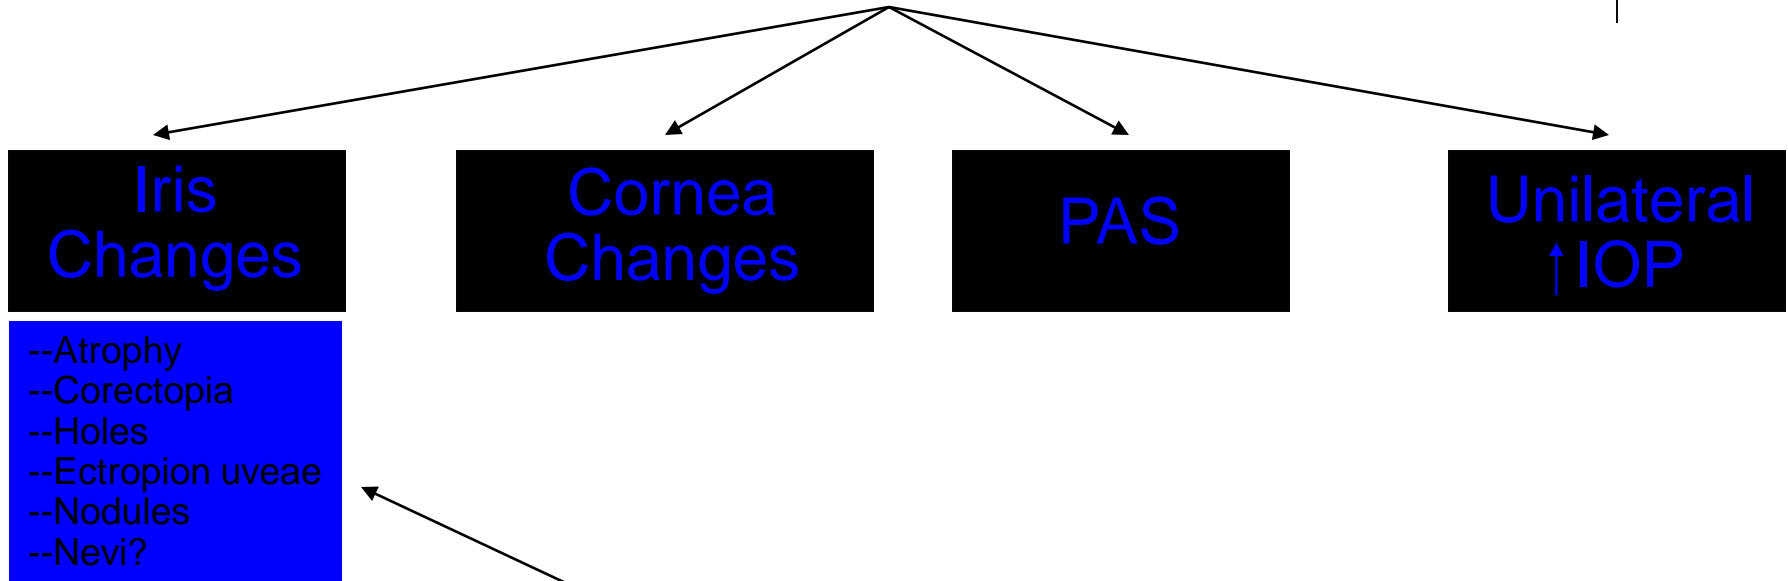 Iris
Changes
Cornea
Changes
PAS
Unilateral
↑ IOP
--Atrophy
--Corectopia
--Holes
--Ectropion uveae
--Nodules
--Nevi?